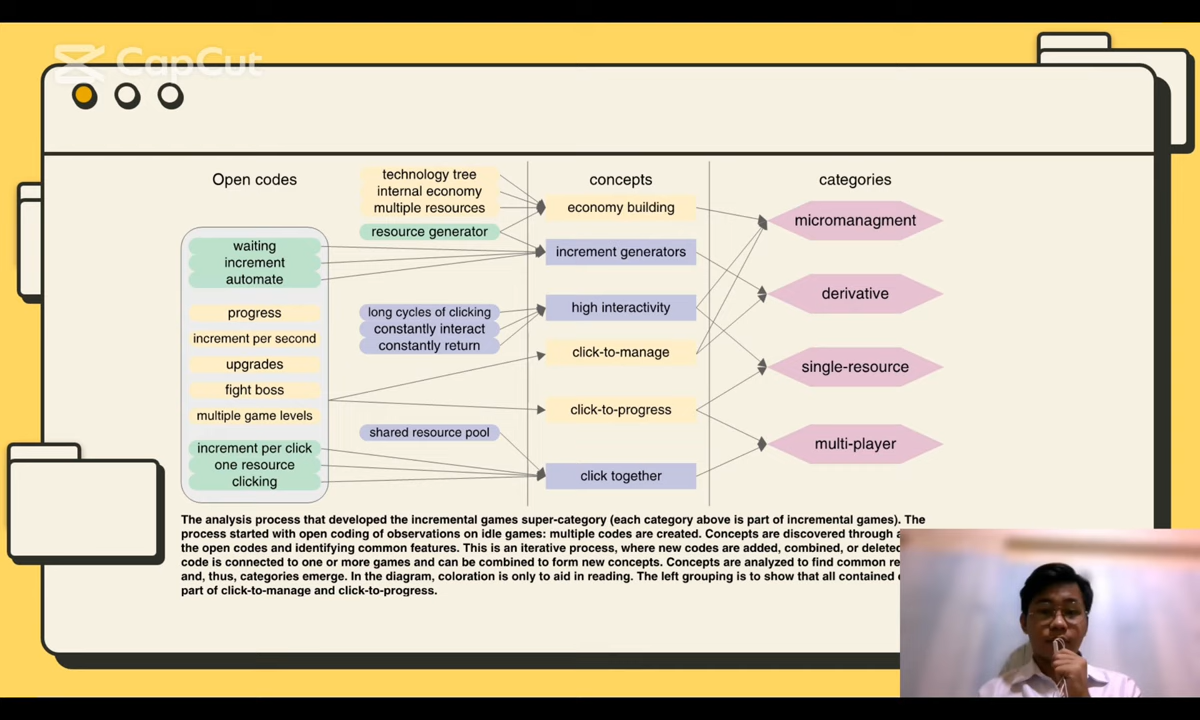 CapCut
Open codes
waiting
increment
automate
progress
increment per second
upgrades
fight boss
multiple game levels
increment per click
one resource
clicking
technology tree
internal economy
multiple resources
resource generator
long cycles of clicking
constantly interact
constantly return
shared resource pool
concepts
economy building
increment generators
high interactivity
click-to-manage
click-to-progress
click together
categories
micromanagment
derivative
single-resource
multi-player
The analysis process that developed the incremental games super-category (each category above is part of incremental games). The
process started with open coding of observations on idle games: multiple codes are created. Concepts are discovered through
the open codes and identifying common features. This is an iterative process, where new codes are added, combined, or deleted
code is connected to one or more games and can be combined to form new concepts. Concepts are analyzed to find common
and, thus, categories emerge. In the diagram, coloration is only to aid in reading. The left grouping is to show that all contained
part of click-to-manage and click-to-progress.